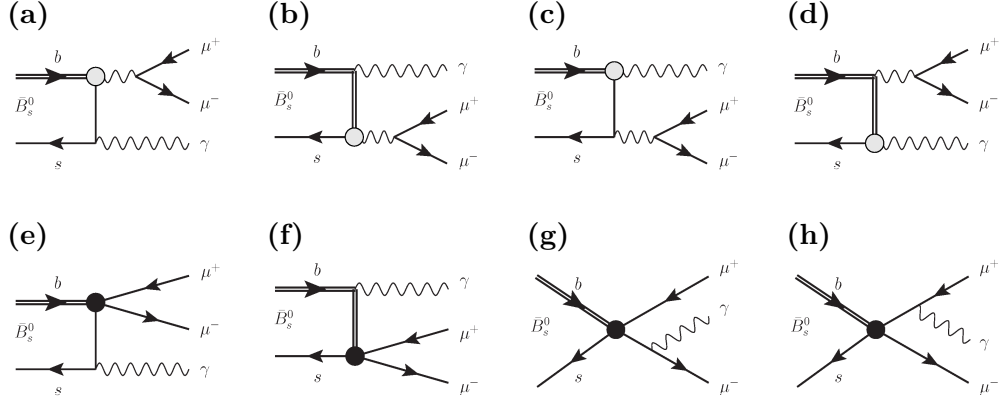 (a) (b) (c) (d)
b μ⁺ b γ b γ b μ⁺
B̄⁰ₛ μ⁻ B̄⁰ₛ μ⁺ B̄⁰ₛ μ⁺ B̄⁰ₛ μ⁻
s γ s μ⁻ s μ⁻ s γ
(e) (f) (g) (h)
b μ⁺ b γ b μ⁺ b μ⁺
B̄⁰ₛ μ⁻ B̄⁰ₛ μ⁺ B̄⁰ₛ γ B̄⁰ₛ γ
s γ s μ⁻ s μ⁻ s μ⁻